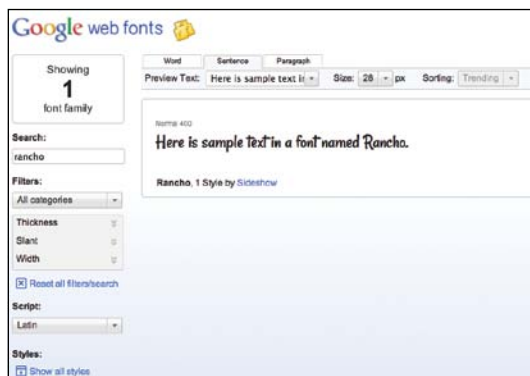 Google web fonts
Showing
1
font family
Search:
rancho
Filters:
All categories
Thickness
Slant
Width
Reset all filters/search
Script:
Latin
Styles:
Show all styles
Word Sentence Paragraph
Preview Text: Here is sample text in Size: 28 px Sorting: Trending
Normal 400
Here is sample text in a font named Rancho.
Rancho, 1 Style by Sideshow